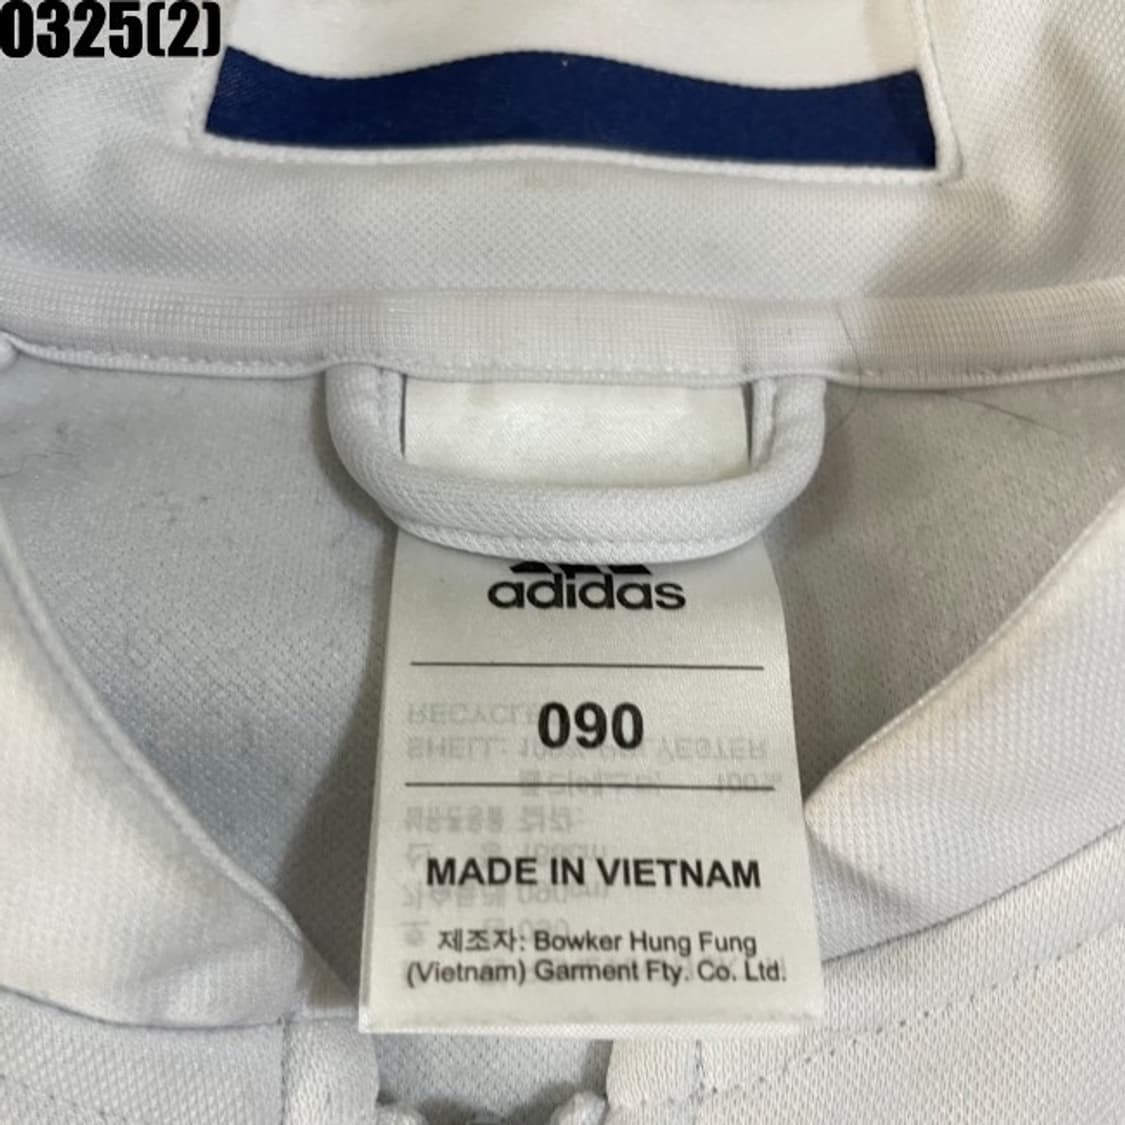 0325(2)
adidas
090
MADE IN VIETNAM
제조자: Bowker Hung Fung
(Vietnam) Garment Fty. Co. Ltd.